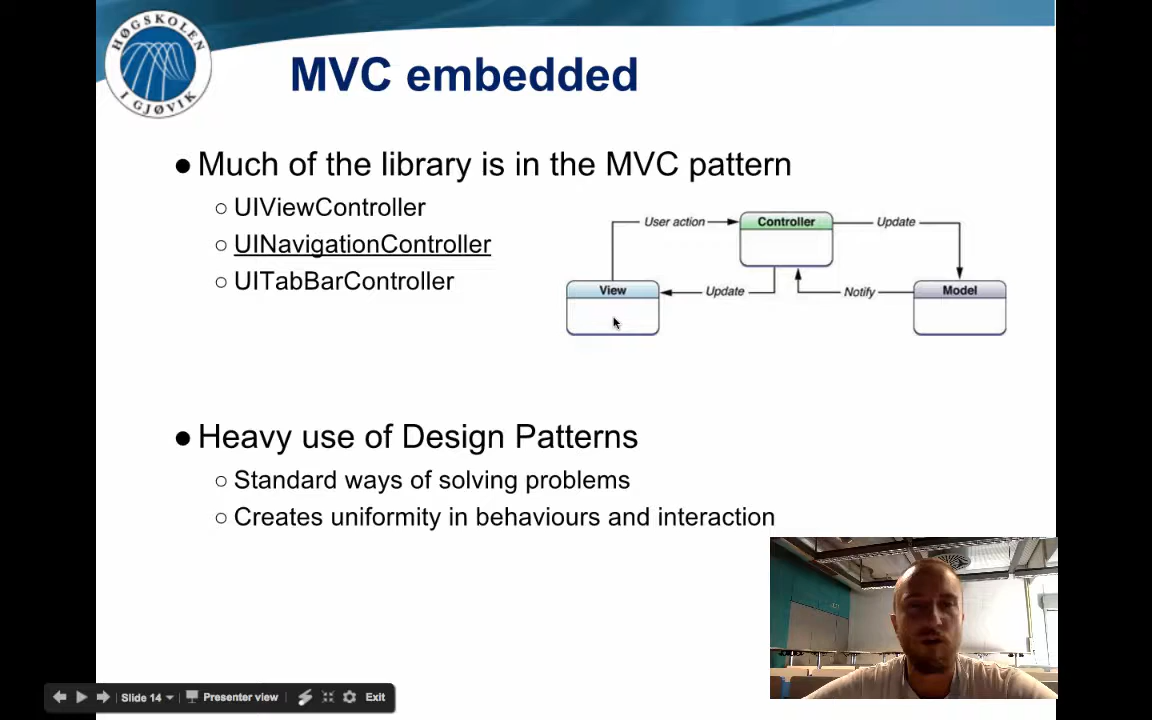 HØGSKOLEN
I GJØVIK
MVC embedded
● Much of the library is in the MVC pattern
○ UIViewController
○ UINavigationController
○ UITabBarController
User action
Controller
Update
View
Update
Notify
Model
● Heavy use of Design Patterns
○ Standard ways of solving problems
○ Creates uniformity in behaviours and interaction
Slide 14
Presenter view
Exit